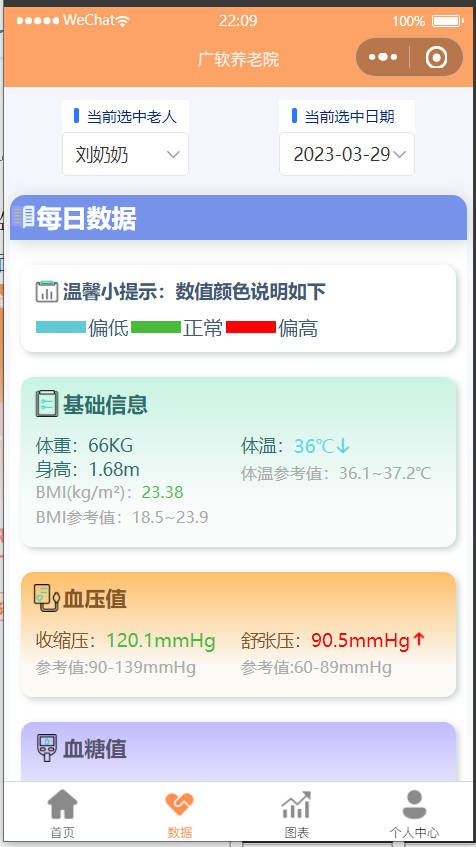 WeChat 22:09 100%
广软养老院
当前选中老人 当前选中日期
刘奶奶 2023-03-29
每日数据
温馨小提示：数值颜色说明如下
偏低 正常 偏高
基础信息
体重：66KG 体温：36℃↓
身高：1.68m 体温参考值：36.1~37.2℃
BMI(kg/m²)：23.38
BMI参考值：18.5~23.9
血压值
收缩压：120.1mmHg 舒张压：90.5mmHg↑
参考值:90-139mmHg 参考值:60-89mmHg
血糖值
首页 数据 图表 个人中心